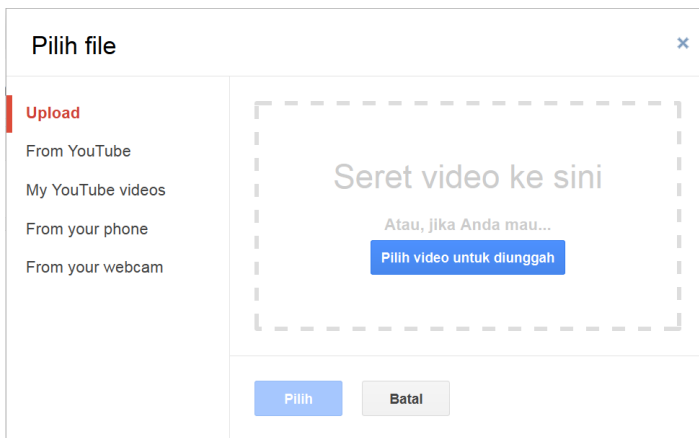 Pilih file
×
Upload
From YouTube
My YouTube videos
From your phone
From your webcam
Seret video ke sini
Atau, jika Anda mau...
Pilih video untuk diunggah
Pilih
Batal